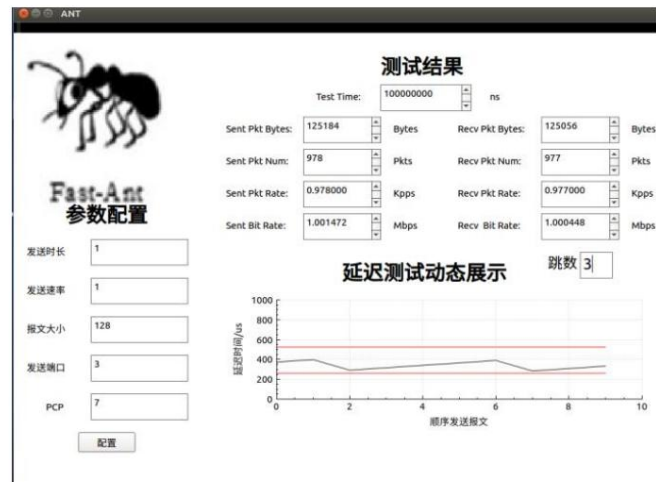 ANT
Fast-Ant
参数配置
发送时长 1
发送速率 1
报文大小 128
发送端口 3
PCP 7
配置
测试结果
Test Time: 100000000 ns
Sent Pkt Bytes: 125184 Bytes Recv Pkt Bytes: 125056 Bytes
Sent Pkt Num: 978 Pkts Recv Pkt Num: 977 Pkts
Sent Pkt Rate: 0.978000 Kpps Recv Pkt Rate: 0.977000 Kpps
Sent Bit Rate: 1.001472 Mbps Recv Bit Rate: 1.000448 Mbps
延迟测试动态展示 跳数 3
延迟时间/us
1000
800
600
400
200
0
0 2 4 6 8 10
顺序发送报文